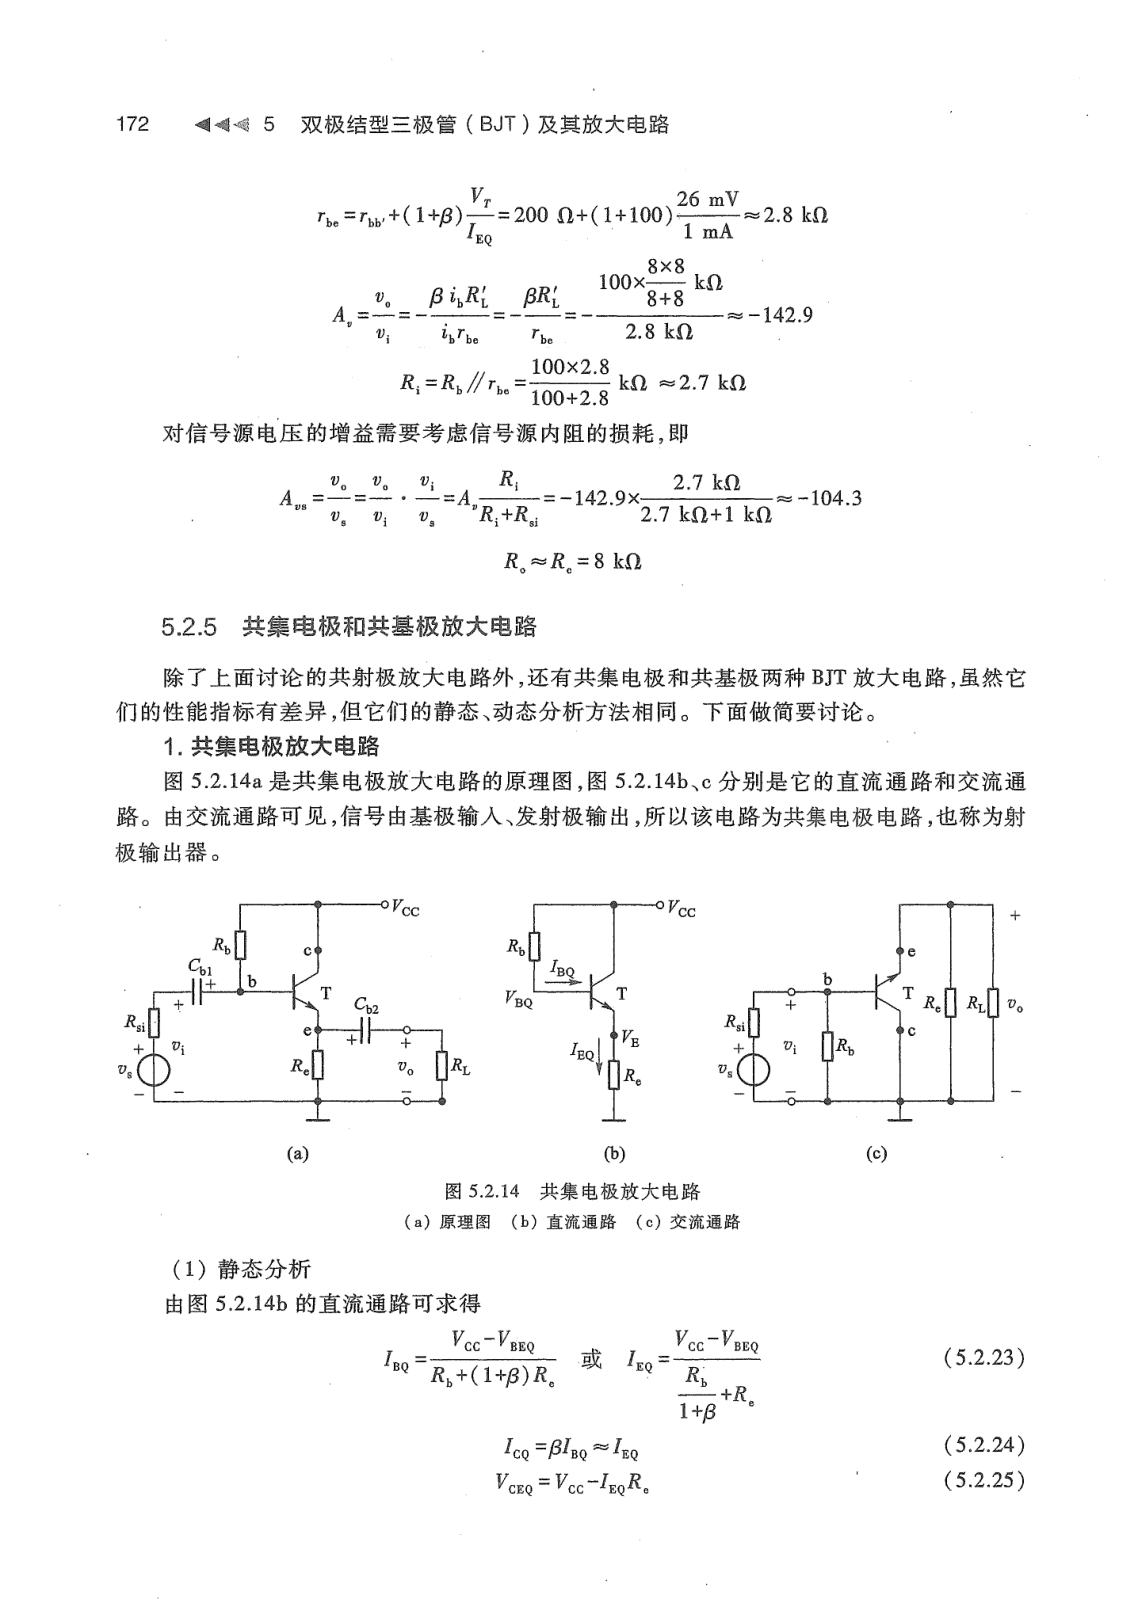 172 ◀◀◀ 5 双极结型三极管(BJT)及其放大电路
r_be = r_bb' + (1+β) V_T / I_EQ = 200 Ω + (1+100) 26 mV / 1 mA ≈ 2.8 kΩ
A_v = v_o / v_i = - β i_b R'_L / i_b r_be = - βR'_L / r_be = - 100× 8×8 / 8+8 kΩ / 2.8 kΩ ≈ -142.9
R_i = R_b // r_be = 100×2.8 / 100+2.8 kΩ ≈ 2.7 kΩ
对信号源电压的增益需要考虑信号源内阻的损耗,即
A_vs = v_o / v_s = v_o / v_i · v_i / v_s = A_v R_i / R_i+R_si = -142.9× 2.7 kΩ / 2.7 kΩ+1 kΩ ≈ -104.3
R_o ≈ R_c = 8 kΩ
5.2.5 共集电极和共基极放大电路
除了上面讨论的共射极放大电路外,还有共集电极和共基极两种 BJT 放大电路,虽然它
们的性能指标有差异,但它们的静态、动态分析方法相同。下面做简要讨论。
1. 共集电极放大电路
图 5.2.14a 是共集电极放大电路的原理图,图 5.2.14b、c 分别是它的直流通路和交流通
路。由交流通路可见,信号由基极输入、发射极输出,所以该电路为共集电极电路,也称为射
极输出器。
V_CC
R_b
c
C_b1
+
b
T
+
C_b2
R_si
e
+
+
+
v_i
v_s
R_e
v_o
R_L
−
−
−
(a)
V_CC
R_b
I_BQ
V_BQ
T
V_E
I_EQ
R_e
(b)
+
e
b
T
R_e
R_L
v_o
+
R_si
c
+
v_i
R_b
v_s
−
−
−
(c)
图 5.2.14 共集电极放大电路
(a) 原理图 (b) 直流通路 (c) 交流通路
(1) 静态分析
由图 5.2.14b 的直流通路可求得
I_BQ = V_CC - V_BEQ / R_b+(1+β)R_e 或 I_EQ = V_CC - V_BEQ / R_b / 1+β + R_e (5.2.23)
I_CQ = βI_BQ ≈ I_EQ (5.2.24)
V_CEQ = V_CC - I_EQ R_e (5.2.25)